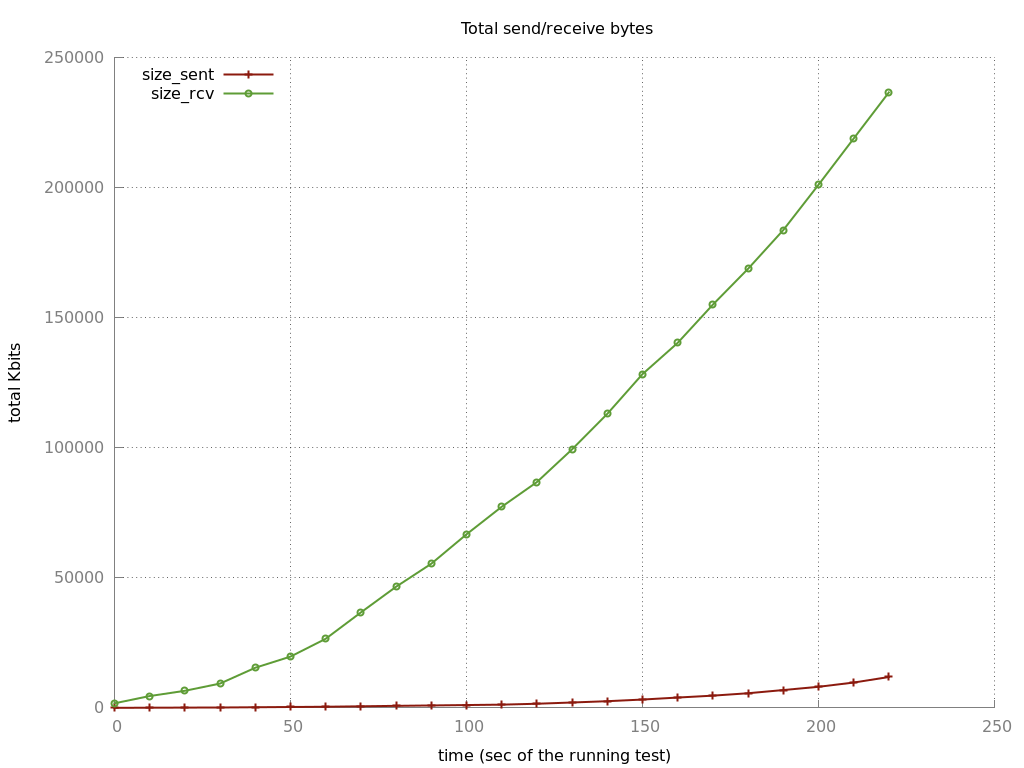 Total send/receive bytes
250000
size_sent
size_rcv
200000
150000
total Kbits
100000
50000
0
0 50 100 150 200 250
time (sec of the running test)